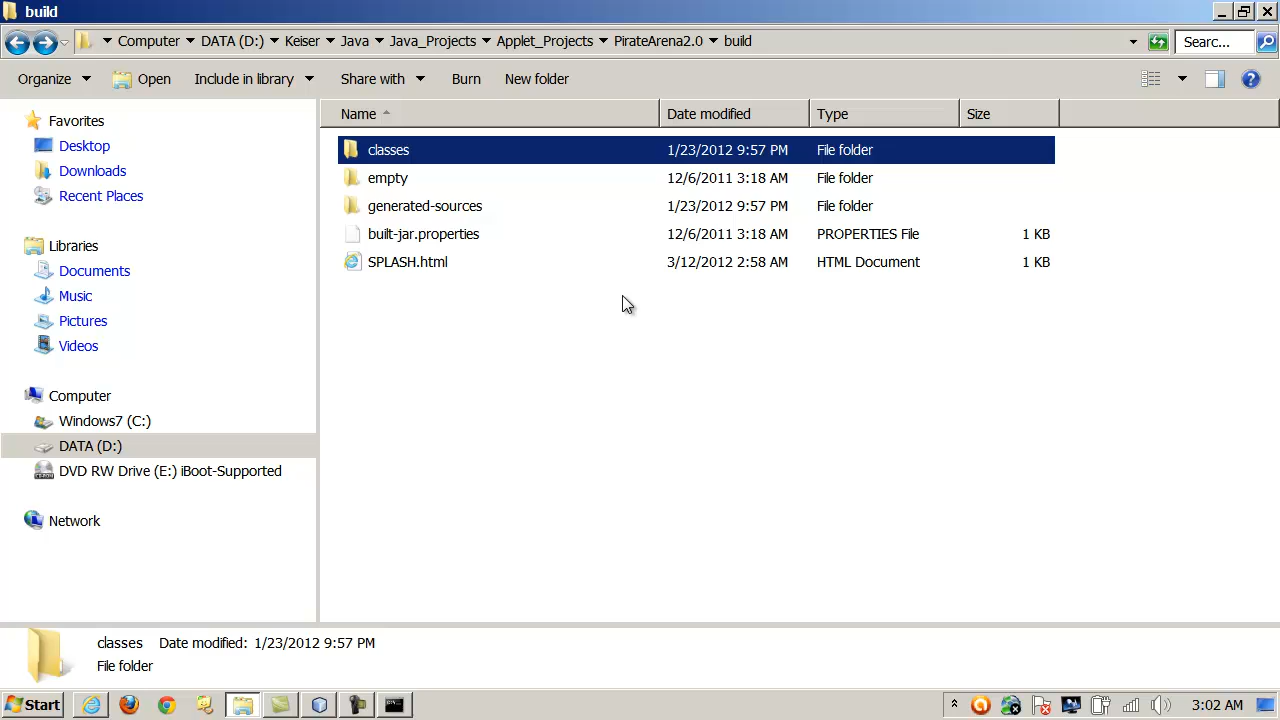 build
Computer DATA (D:) Keiser Java Java_Projects Applet_Projects PirateArena2.0 build Searc...
Organize Open Include in library Share with Burn New folder
Name Date modified Type Size
Favorites
Desktop
Downloads
Recent Places
Libraries
Documents
Music
Pictures
Videos
Computer
Windows7 (C:)
DATA (D:)
DVD RW Drive (E:) iBoot-Supported
Network
classes 1/23/2012 9:57 PM File folder
empty 12/6/2011 3:18 AM File folder
generated-sources 1/23/2012 9:57 PM File folder
built-jar.properties 12/6/2011 3:18 AM PROPERTIES File 1 KB
SPLASH.html 3/12/2012 2:58 AM HTML Document 1 KB
classes Date modified: 1/23/2012 9:57 PM
File folder
Start 3:02 AM